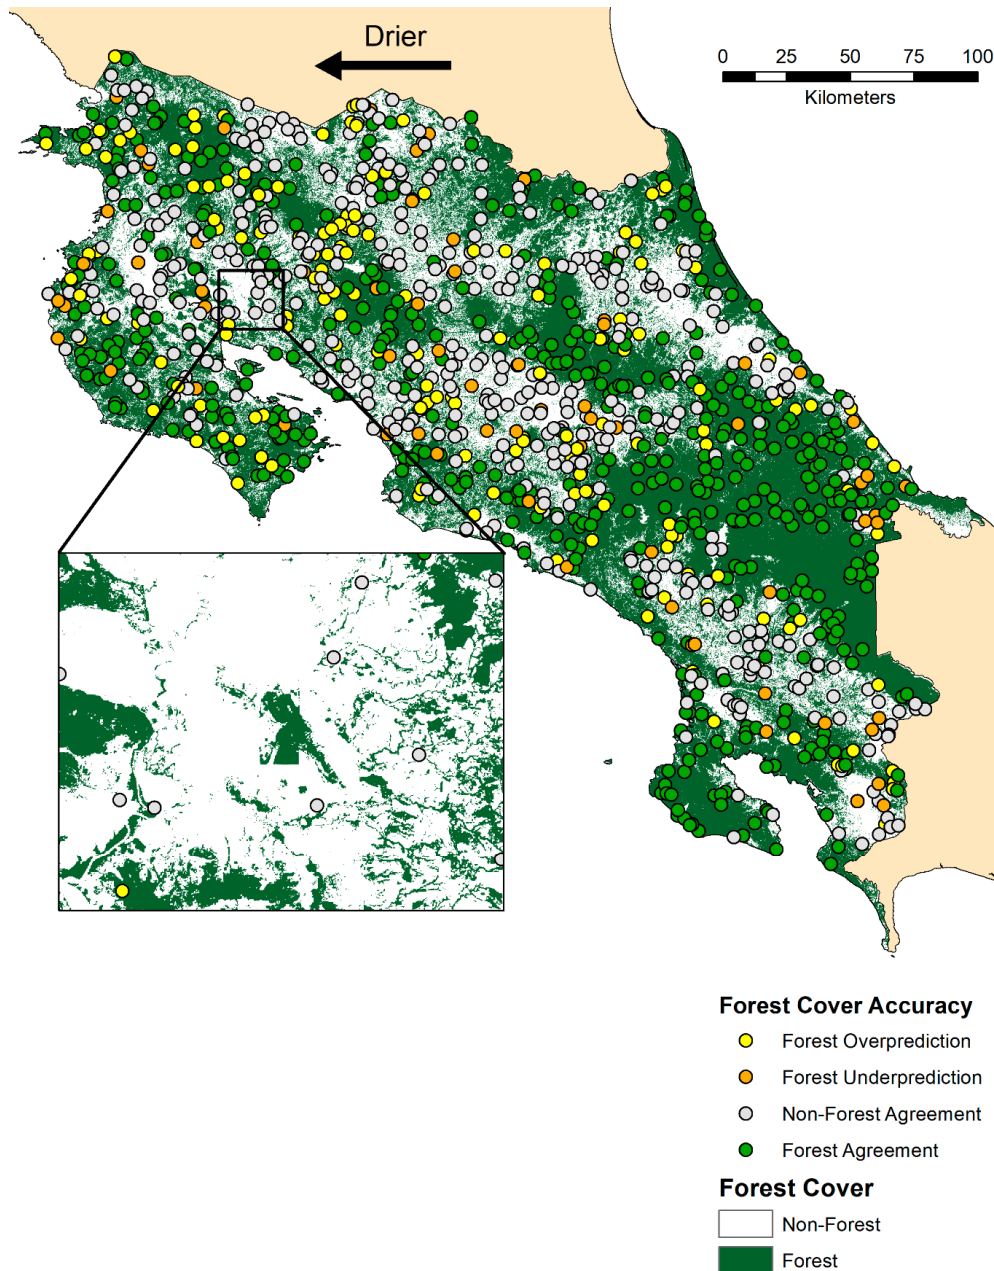 Drier
0 25 50 75 100
Kilometers
Forest Cover Accuracy
Forest Overprediction
Forest Underprediction
Non-Forest Agreement
Forest Agreement
Forest Cover
Non-Forest
Forest